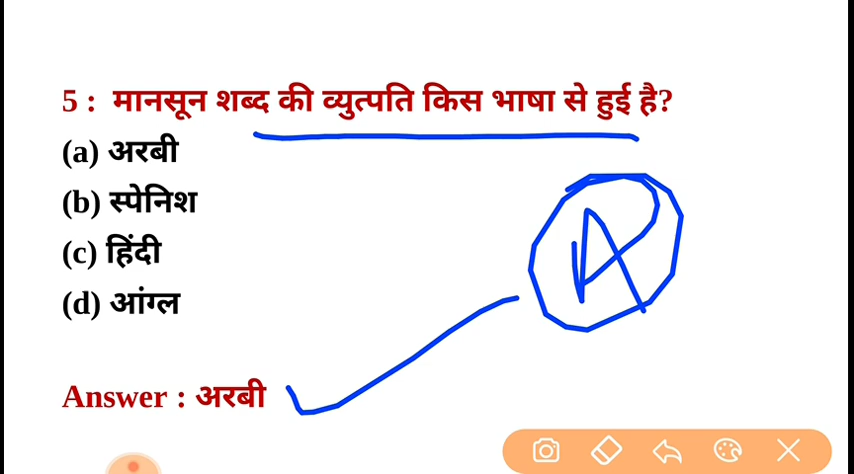 5 : मानसून शब्द की व्युत्पति किस भाषा से हुई है?
(a) अरबी
(b) स्पेनिश
(c) हिंदी
(d) आंग्ल
A
Answer : अरबी